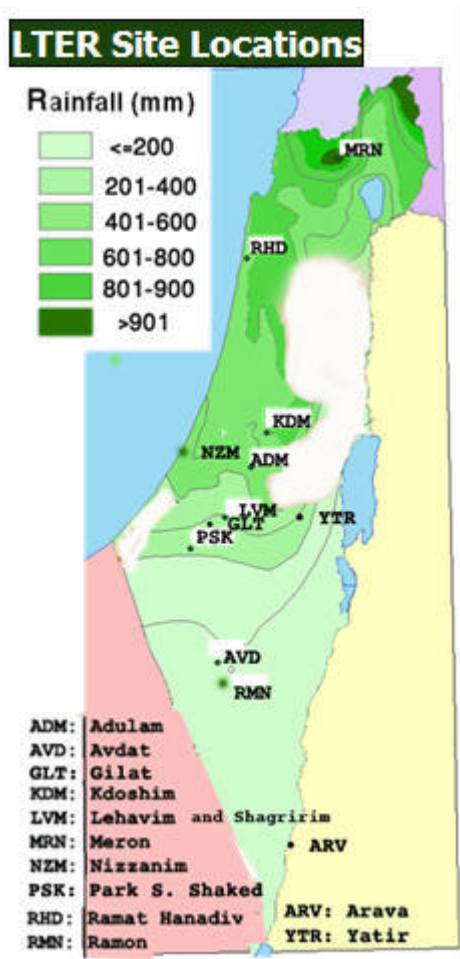 LTER Site Locations
Rainfall (mm)
<=200
201-400
401-600
601-800
801-900
>901
MRN
RHD
KDM
NZM
ADM
LVM
GLT
YTR
PSK
AVD
RMN
ARV
ADM: Adulam
AVD: Avdat
GLT: Gilat
KDM: Kdoshim
LVM: Lehavim and Shagririm
MRN: Meron
NZM: Nizzanim
PSK: Park S. Shaked
RHD: Ramat Hanadiv
RMN: Ramon
ARV: Arava
YTR: Yatir